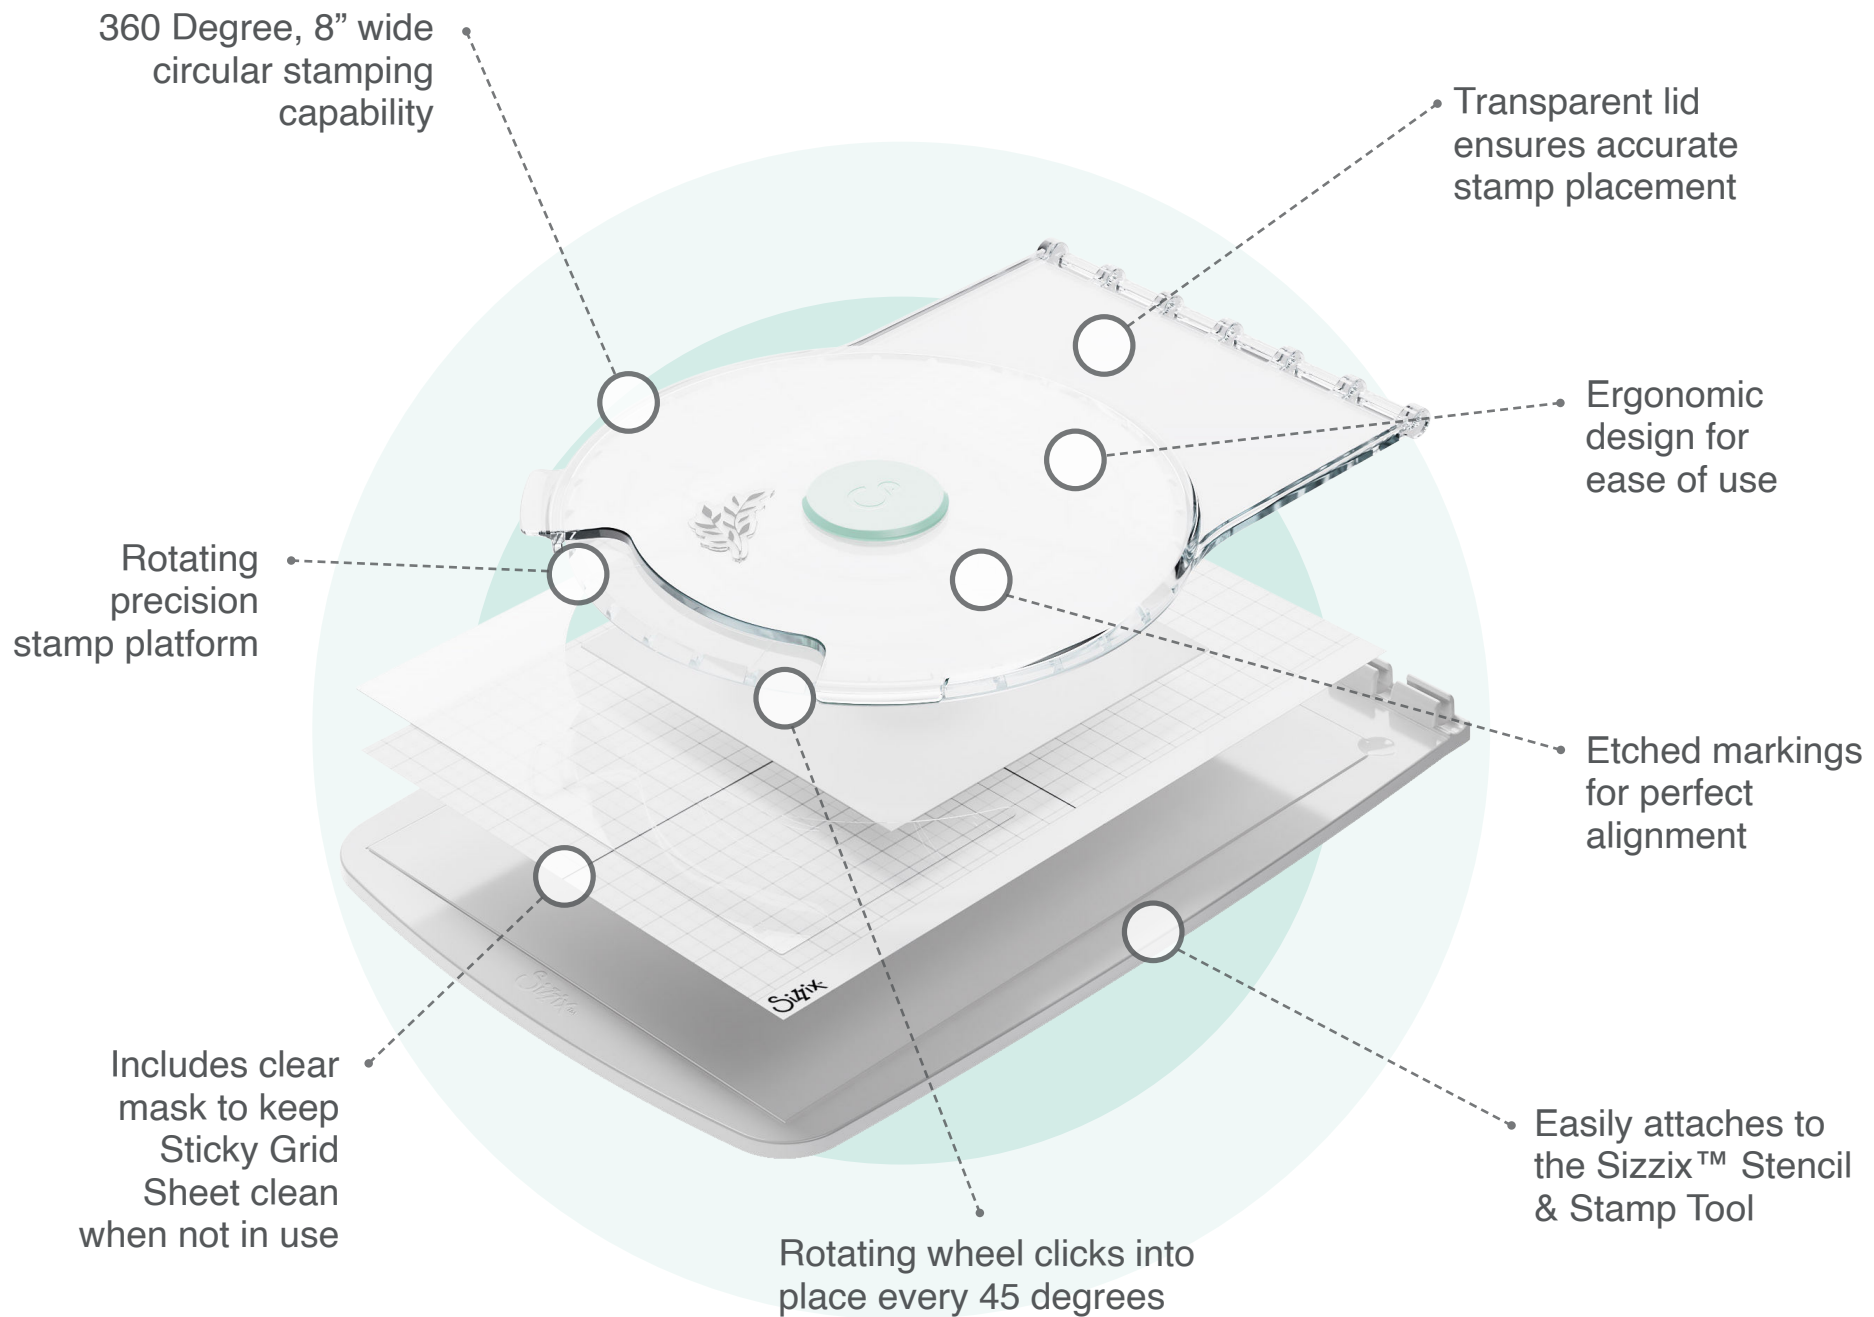 360 Degree, 8” wide
circular stamping
capability
Transparent lid
ensures accurate
stamp placement
Ergonomic
design for
ease of use
Rotating
precision
stamp platform
Etched markings
for perfect
alignment
Sizzix
Sizzix™
Includes clear
mask to keep
Sticky Grid
Sheet clean
when not in use
Easily attaches to
the Sizzix™ Stencil
& Stamp Tool
Rotating wheel clicks into
place every 45 degrees